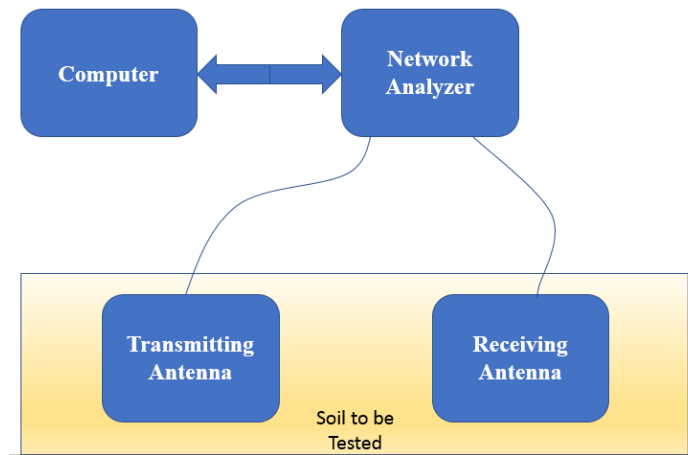 Computer
Network
Analyzer
Transmitting
Antenna
Receiving
Antenna
Soil to be
Tested